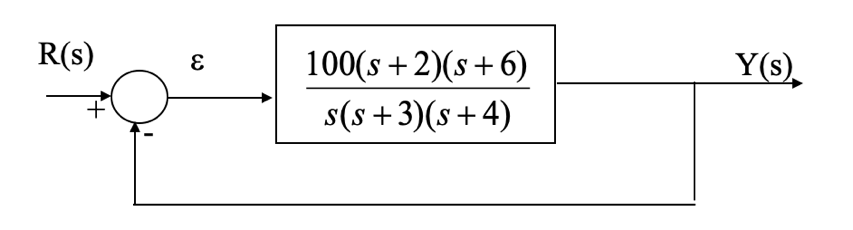 R(s)
ε
+
-
100(s + 2)(s + 6)
s(s + 3)(s + 4)
Y(s)